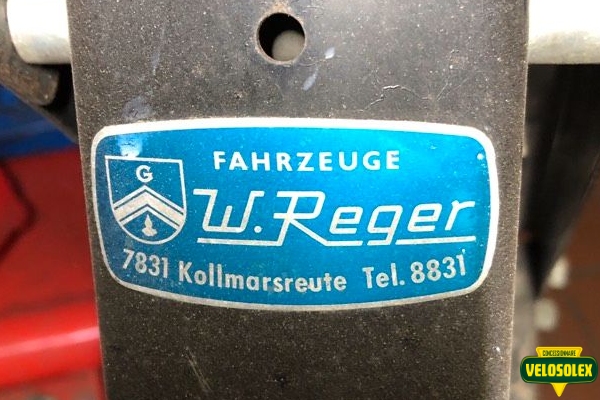 FAHRZEUGE
G
W. Reger
7831 Kollmarsreute Tel. 8831
CONCESSIONNAIRE
VELOSOLEX